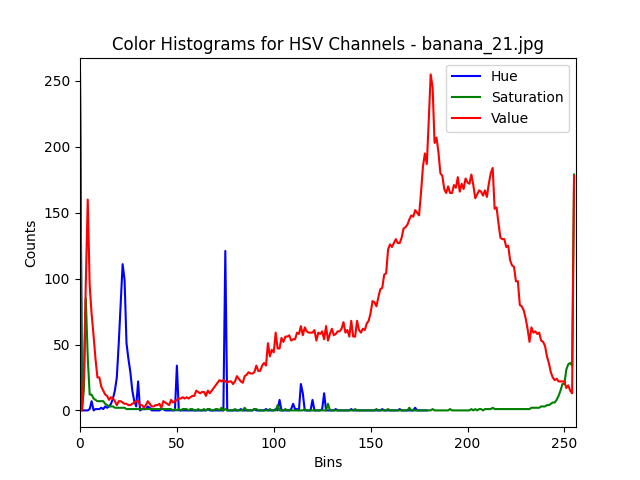 Color Histograms for HSV Channels - banana_21.jpg
Hue
Saturation
Value
250
200
150
100
50
0
Counts
0 50 100 150 200 250
Bins